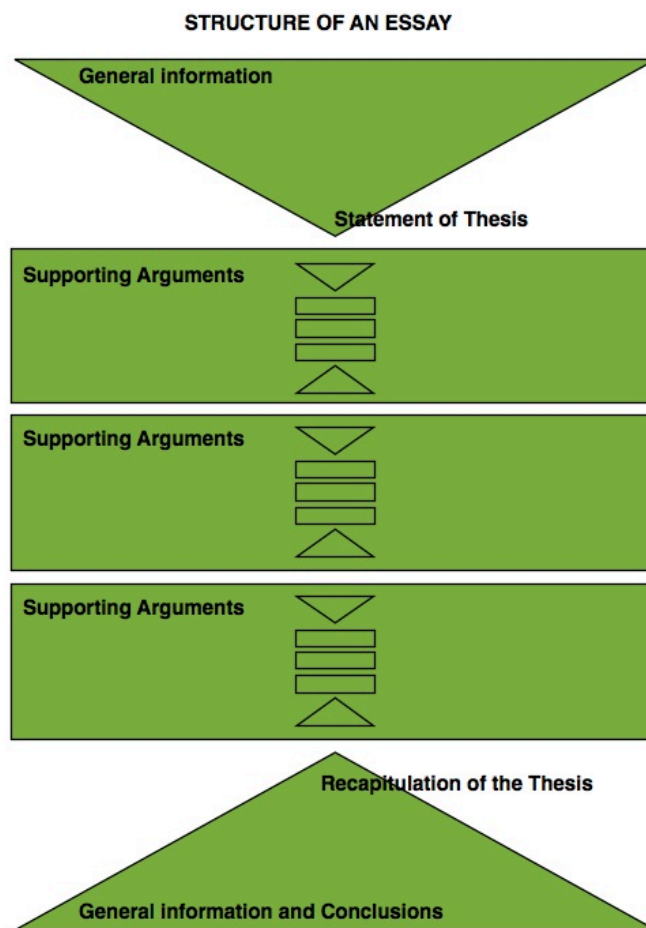 STRUCTURE OF AN ESSAY
General information
Statement of Thesis
Supporting Arguments
Supporting Arguments
Supporting Arguments
Recapitulation of the Thesis
General information and Conclusions